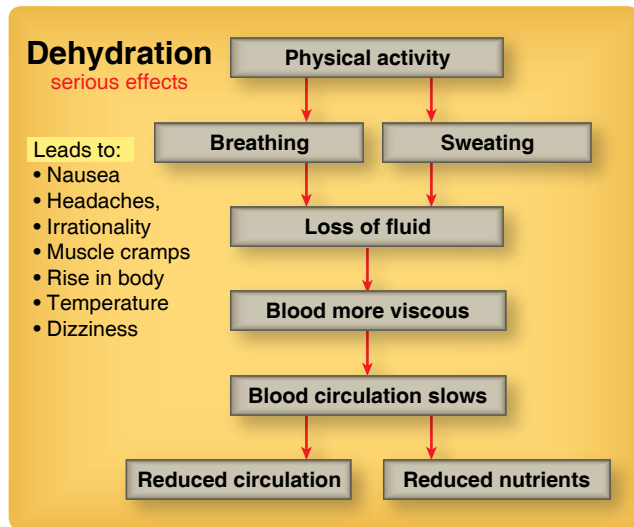 Dehydration
serious effects
Leads to:
• Nausea
• Headaches,
• Irrationality
• Muscle cramps
• Rise in body
• Temperature
• Dizziness
Physical activity
Breathing
Sweating
Loss of fluid
Blood more viscous
Blood circulation slows
Reduced circulation
Reduced nutrients